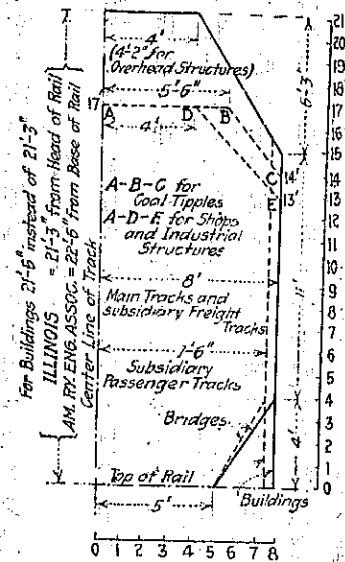 For Buildings 21'-6" instead of 21'-3"
ILLINOIS = 21'-3" from Head of Rail
AM. RY. ENG. ASSOC. = 22'-6" from Base of Rail
Center Line of Track
4'
(4'-2" for
Overhead Structures)
5'-6"
17
A D B
4'
C 14'
E 13'
A-B-C for
Coal Tipples
A-D-E for Shops
and Industrial
Structures
8'
Main Tracks and
subsidiary Freight
Tracks
7'-6"
Subsidiary
Passenger Tracks
Bridges
Top of Rail
5'
Buildings
6'-3"
11'
4'
21
20
19
18
17
16
15
14
13
12
11
10
9
8
7
6
5
4
3
2
1
0
0 1 2 3 4 5 6 7 8